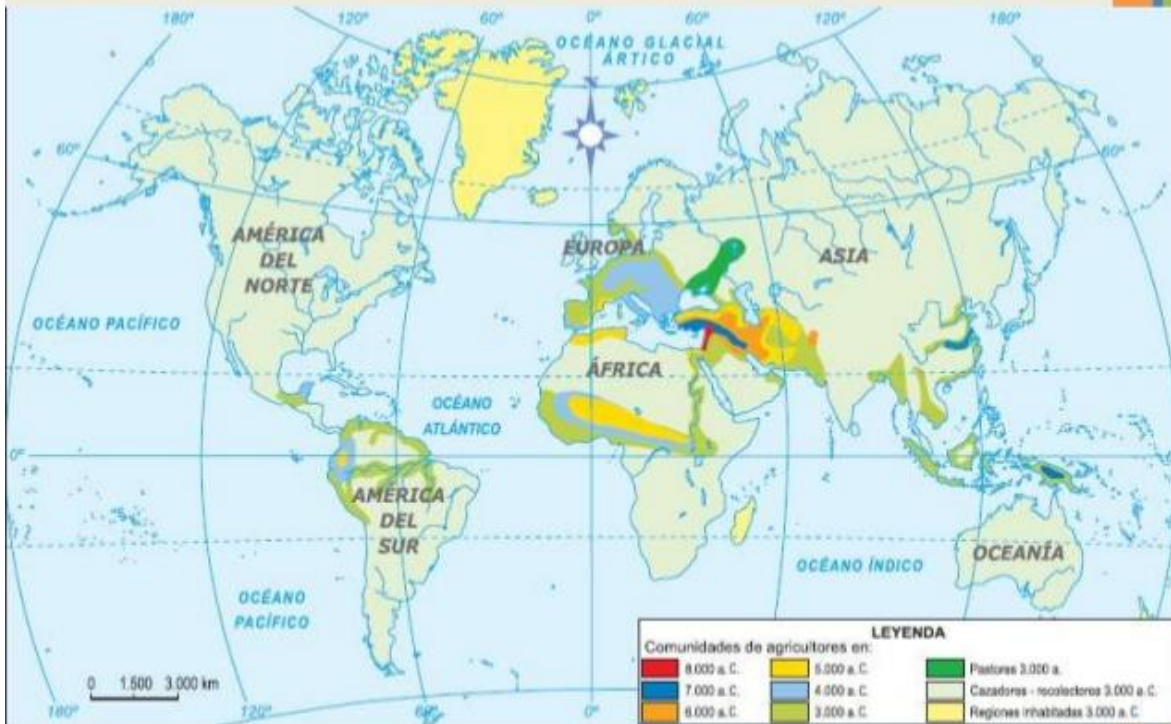 180° 120° 60° 0° 60° 120° 180°
OCÉANO GLACIAL
ÁRTICO
60°
60°
AMÉRICA
DEL
NORTE
EUROPA
ASIA
OCÉANO PACÍFICO
ÁFRICA
OCÉANO
ATLÁNTICO
0°
0°
AMÉRICA
DEL
SUR
OCEANÍA
OCÉANO ÍNDICO
OCÉANO
PACÍFICO
0 1.500 3.000 km
180° 120° 60° 0°
LEYENDA
Comunidades de agricultores en:
8.000 a. C.
7.000 a. C.
6.000 a. C.
5.000 a. C.
4.000 a. C.
3.000 a. C.
Pastores 3.000 a.
Cazadores - recolectores 3.000 a. C.
Regiones inhabitadas 3.000 a. C.